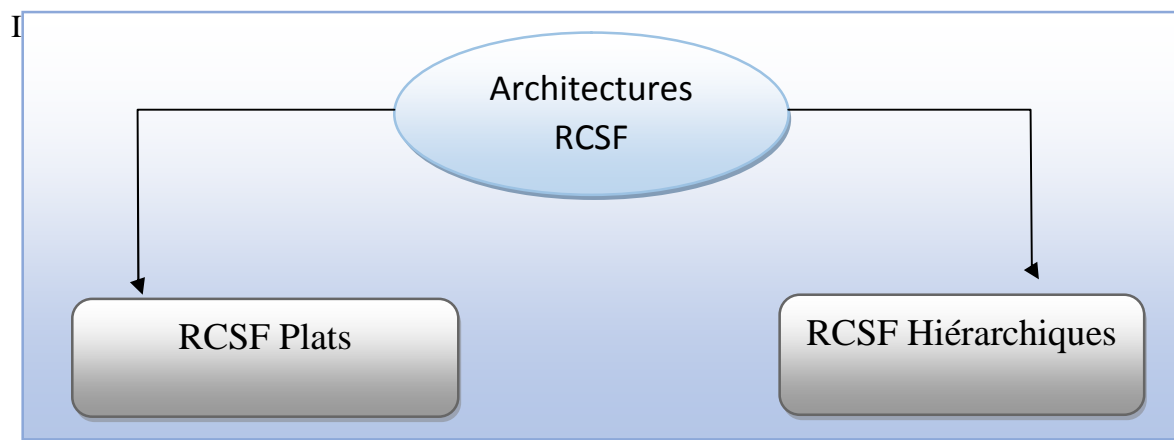 I
Architectures
RCSF
RCSF Plats
RCSF Hiérarchiques